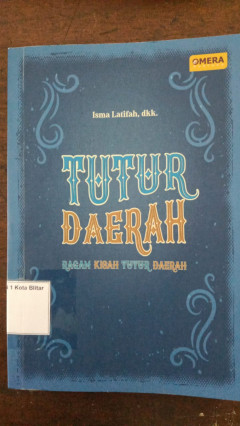 OMERA
Isma Latifah, dkk.
TUTUR
DAERAH
RAGAM KISAH TUTUR DAERAH
1 Kota Blitar